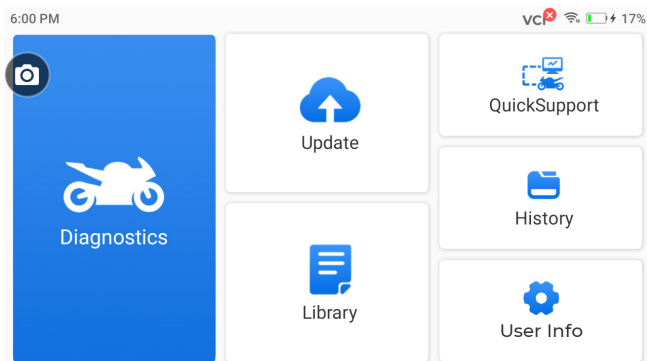 6:00 PM
VCI
17%
Diagnostics
Update
Library
QuickSupport
History
User Info